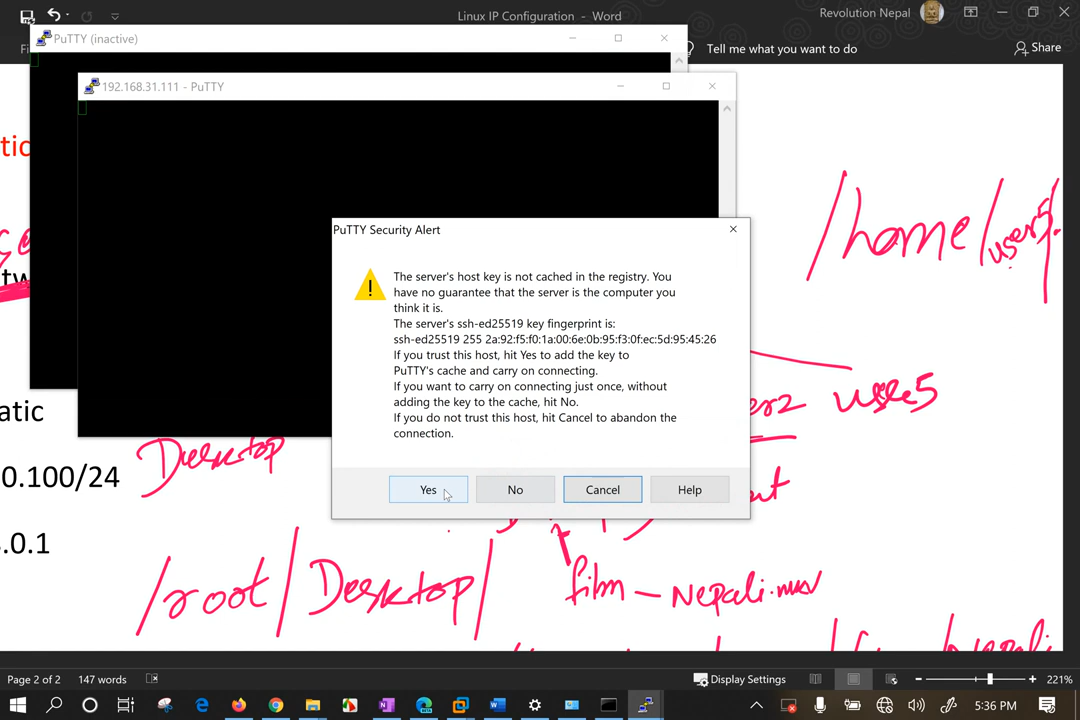 Linux IP Configuration - Word
Revolution Nepal
PuTTY (inactive)
Tell me what you want to do
Share
192.168.31.111 - PuTTY
tic
/home/user5/
PuTTY Security Alert
The server's host key is not cached in the registry. You
have no guarantee that the server is the computer you
think it is.
The server's ssh-ed25519 key fingerprint is:
ssh-ed25519 255 2a:92:f5:f0:1a:00:6e:0b:95:f3:0f:ec:5d:95:45:26
If you trust this host, hit Yes to add the key to
PuTTY's cache and carry on connecting.
If you want to carry on connecting just once, without
adding the key to the cache, hit No.
If you do not trust this host, hit Cancel to abandon the
connection.
tw
atic
user5
Desktop
0.100/24
Yes
No
Cancel
Help
.0.1
/root/Desktop/
film - nepali.mkv
Page 2 of 2
147 words
Display Settings
221%
5:36 PM